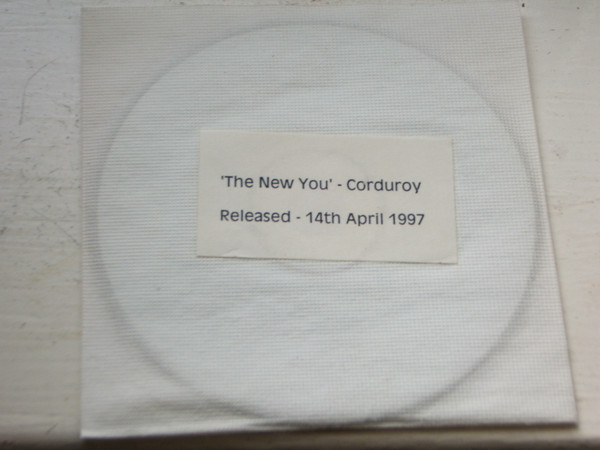 'The New You' - Corduroy
Released - 14th April 1997